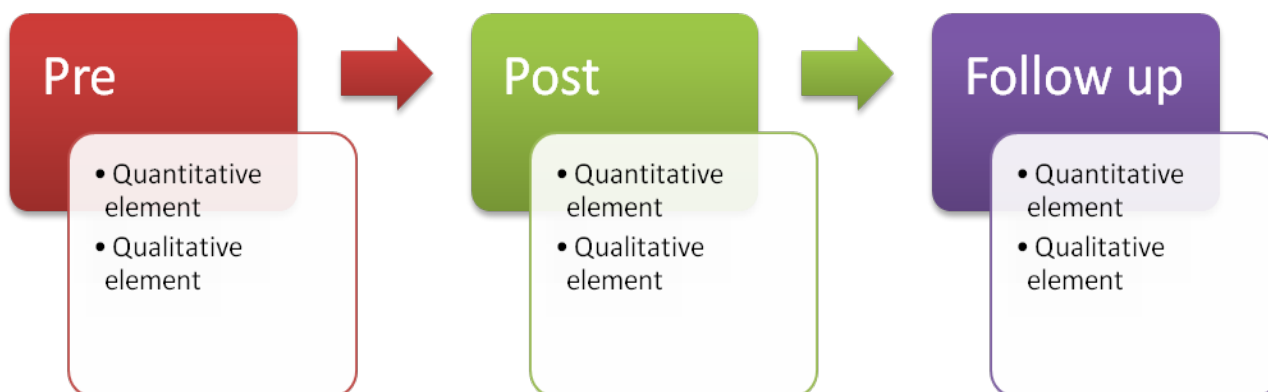 Pre
• Quantitative
element
• Qualitative
element
Post
• Quantitative
element
• Qualitative
element
Follow up
• Quantitative
element
• Qualitative
element